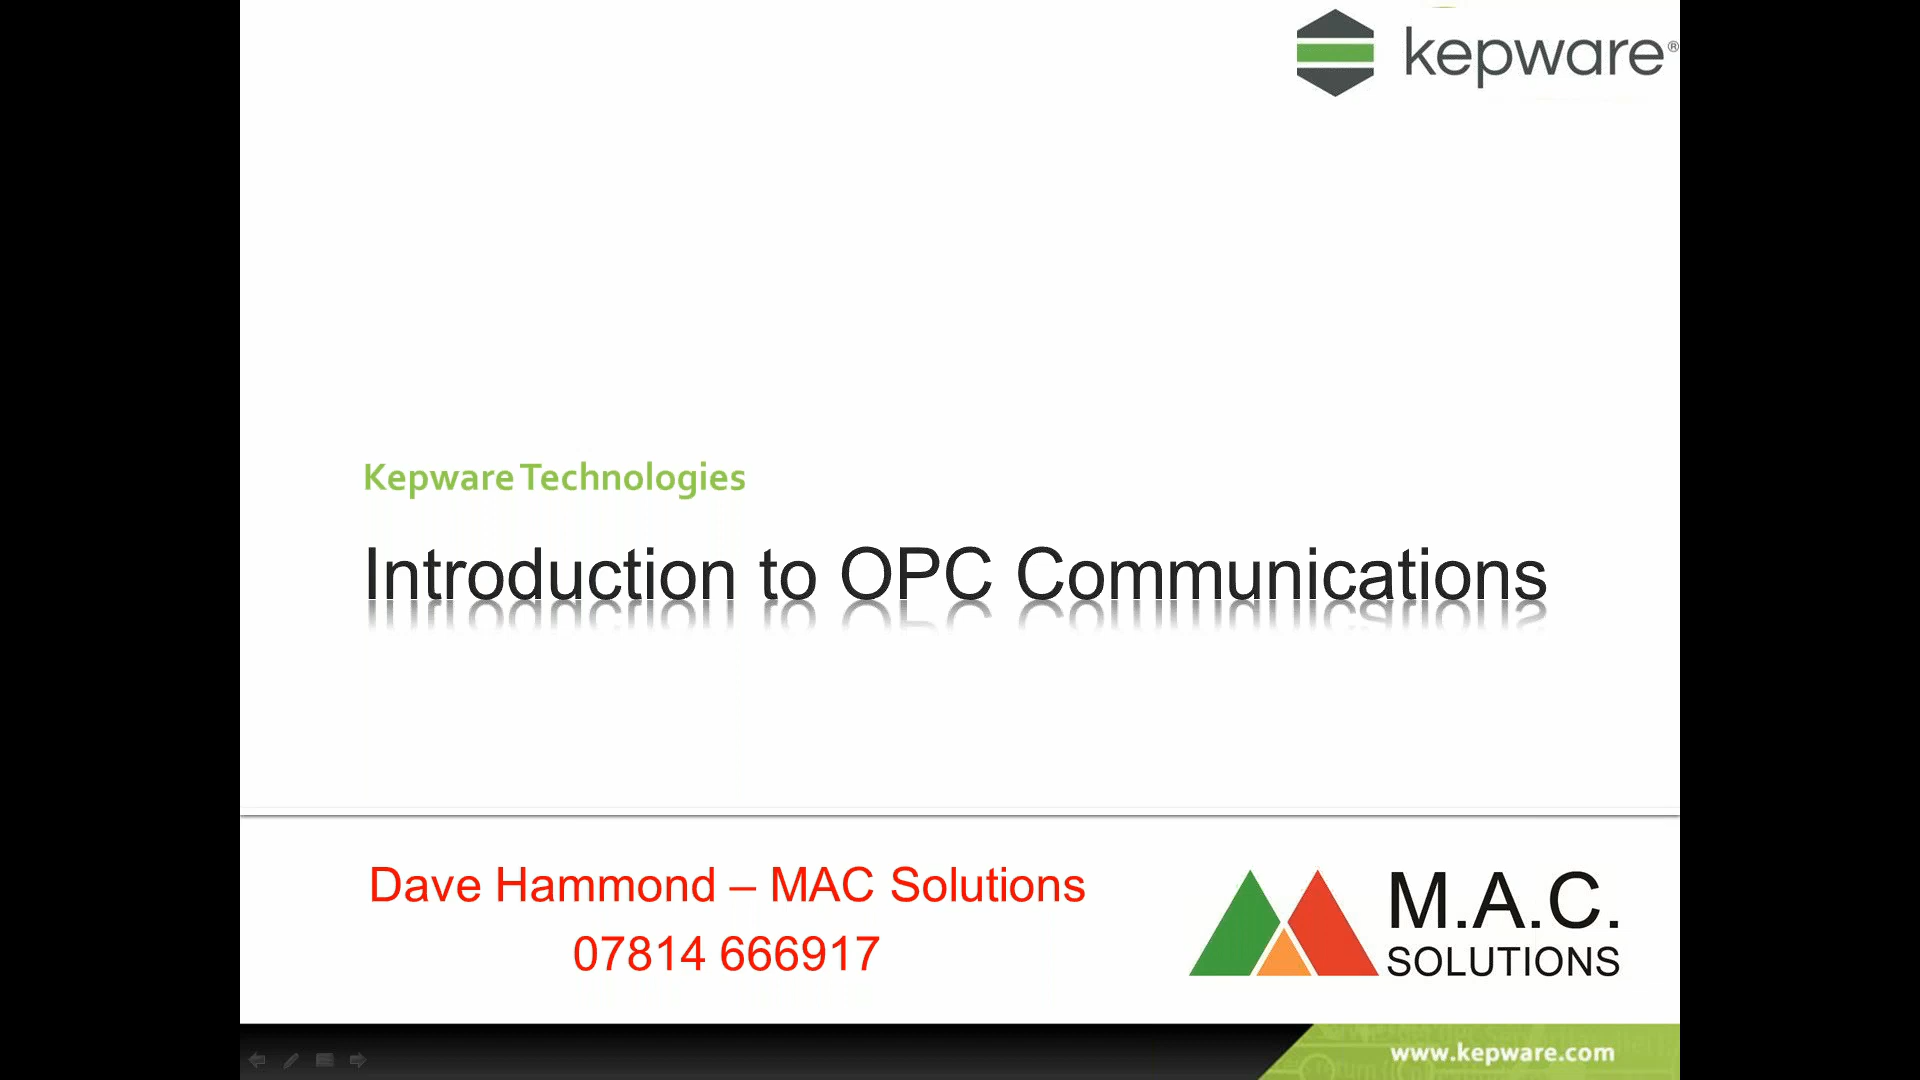 kepware®
Kepware Technologies
Introduction to OPC Communications
Dave Hammond – MAC Solutions
07814 666917
M.A.C.
SOLUTIONS
www.kepware.com